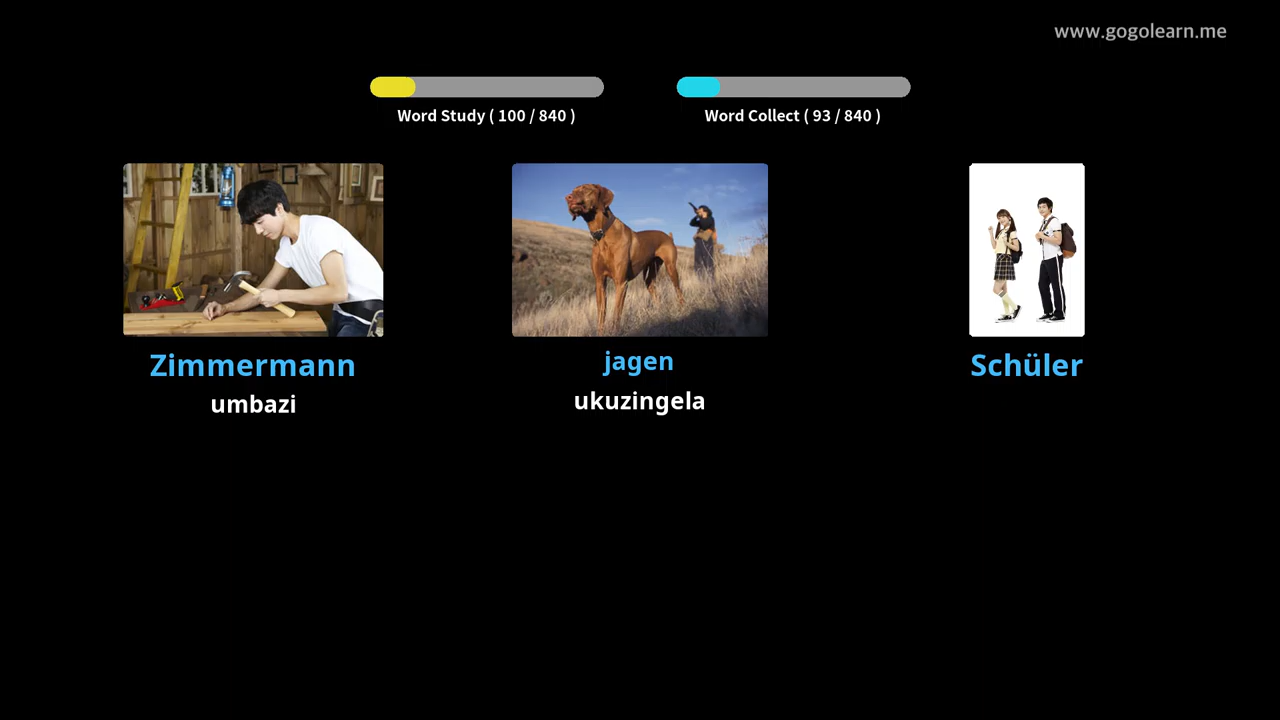 www.gogolearn.me
Word Study ( 100 / 840 )
Word Collect ( 93 / 840 )
Zimmermann
umbazi
jagen
ukuzingela
Schüler